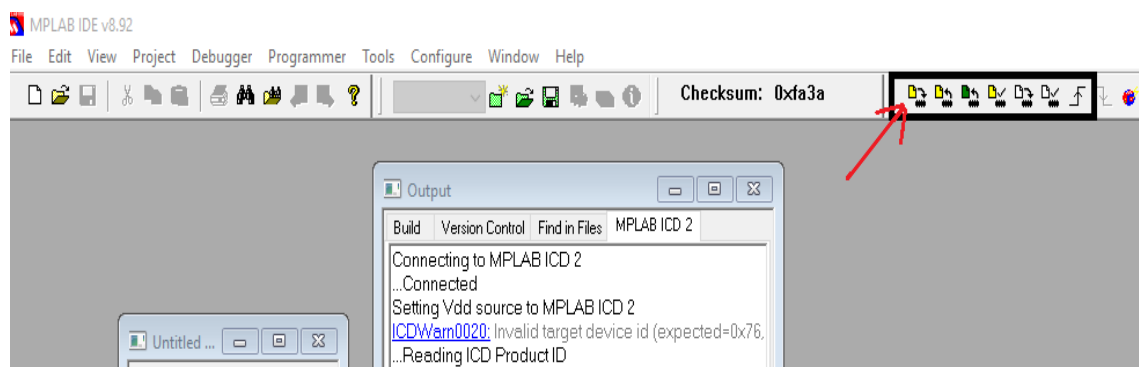 MPLAB IDE v8.92
File Edit View Project Debugger Programmer Tools Configure Window Help
Checksum: 0xfa3a
Output
Build Version Control Find in Files MPLAB ICD 2
Connecting to MPLAB ICD 2
...Connected
Setting Vdd source to MPLAB ICD 2
ICDWarn0020: Invalid target device id (expected=0x76,
...Reading ICD Product ID
Untitled ...